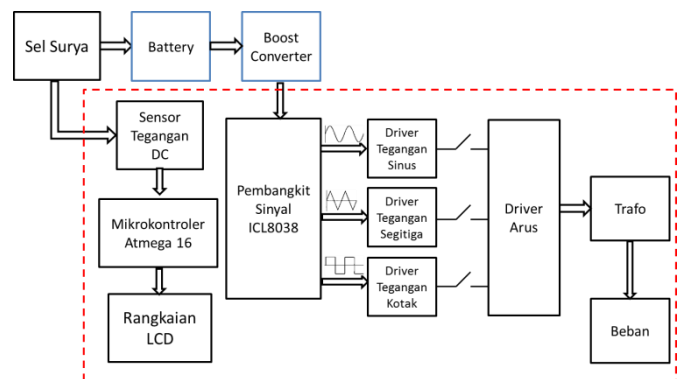 Sel Surya
Battery
Boost
Converter
Sensor
Tegangan
DC
Mikrokontroler
Atmega 16
Rangkaian
LCD
Pembangkit
Sinyal
ICL8038
Driver
Tegangan
Sinus
Driver
Tegangan
Segitiga
Driver
Tegangan
Kotak
Driver
Arus
Trafo
Beban